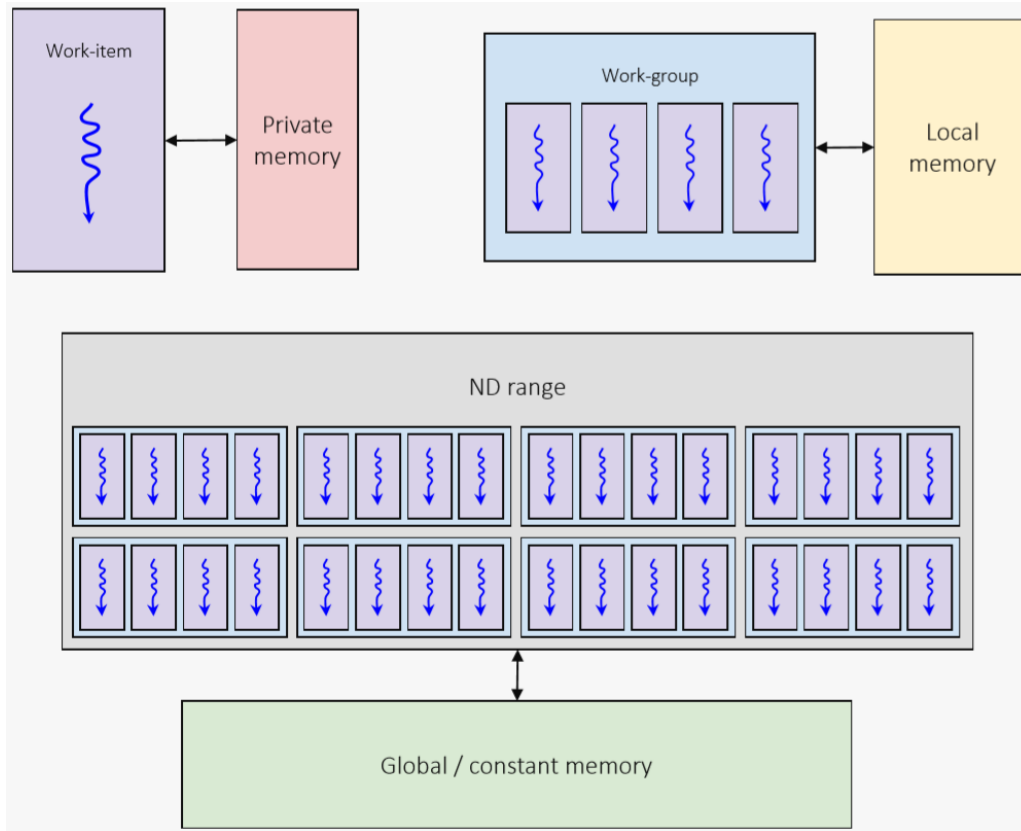 Work-item
Private
memory
Work-group
Local
memory
ND range
Global / constant memory